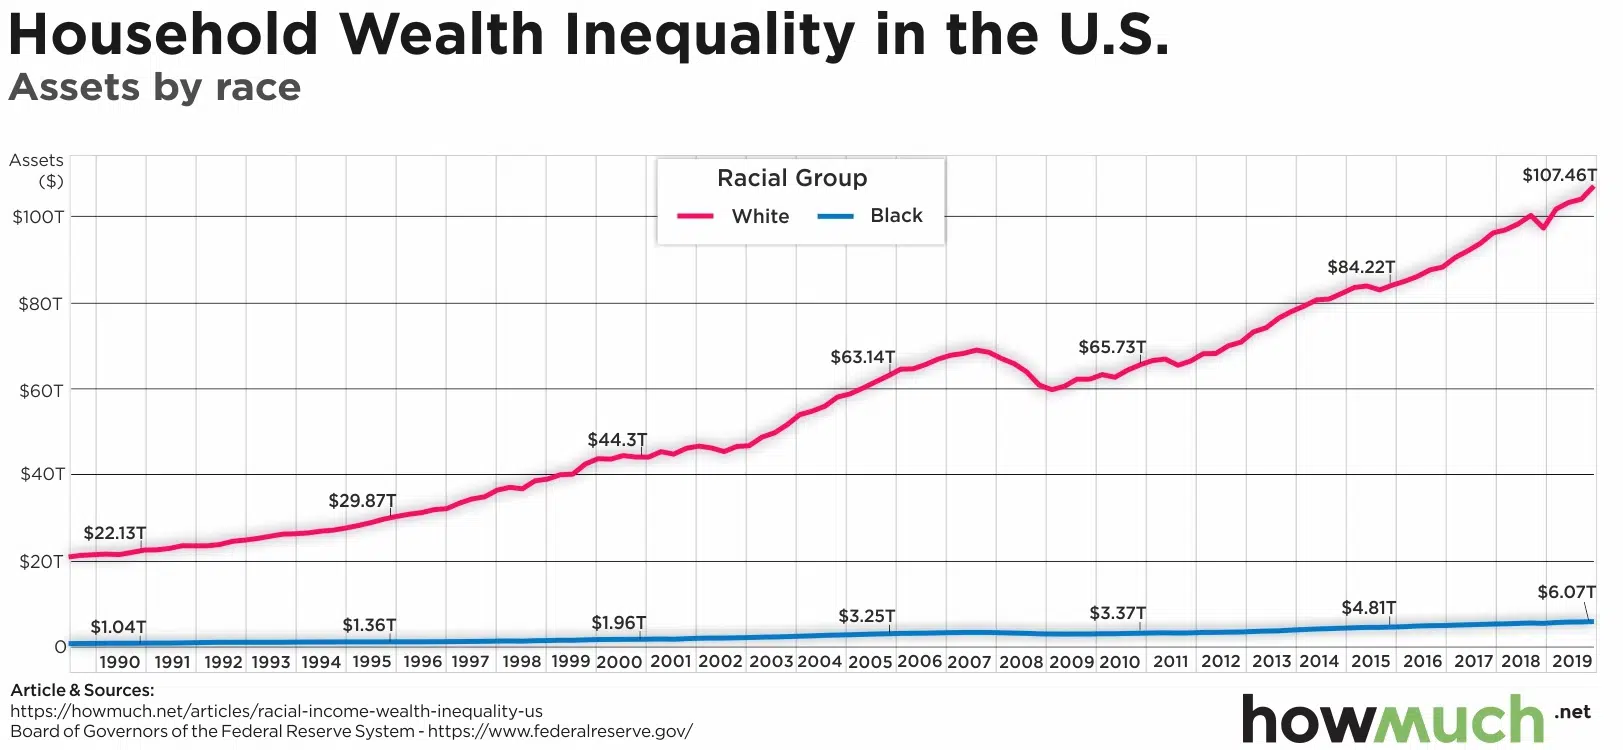 Household Wealth Inequality in the U.S.
Assets by race
Assets
($)
Racial Group
White Black
$100T
$80T
$60T
$40T
$20T
0
$22.13T
$29.87T
$44.3T
$63.14T
$65.73T
$84.22T
$107.46T
$1.04T
$1.36T
$1.96T
$3.25T
$3.37T
$4.81T
$6.07T
1990 1991 1992 1993 1994 1995 1996 1997 1998 1999 2000 2001 2002 2003 2004 2005 2006 2007 2008 2009 2010 2011 2012 2013 2014 2015 2016 2017 2018 2019
Article & Sources:
https://howmuch.net/articles/racial-income-wealth-inequality-us
Board of Governors of the Federal Reserve System - https://www.federalreserve.gov/
howmuch.net